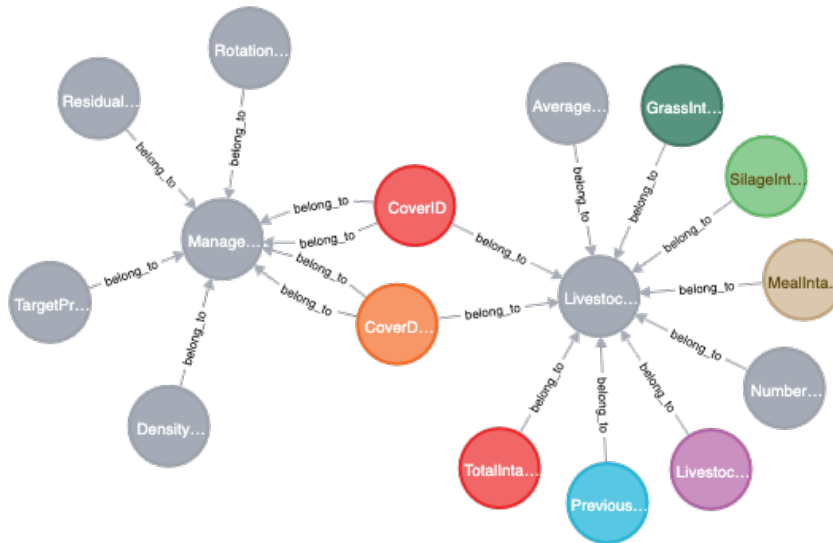 Rotation…
Residual…
belong_to
belong_to
Average…
GrassInt…
SilageInt…
belong_to
CoverID
belong_to
belong_to
belong_to
belong_to
belong_to
belong_to
Manage…
belong_to
belong_to
TargetPr…
belong_to
CoverD…
belong_to
Livestoc…
belong_to
MealInta…
belong_to
belong_to
Number…
Density…
belong_to
belong_to
belong_to
TotalInta…
Previous…
Livestoc…